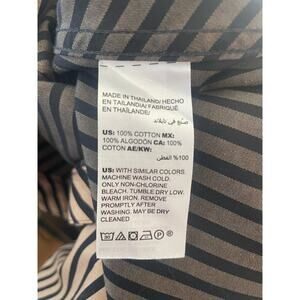 MADE IN THAILAND/ HECHO
EN TAILANDIA/ FABRIQUÉ
EN THAÏLANDE/
صنع في تايلاند
US: 100% COTTON MX:
100% ALGODÓN CA: 100%
COTON AE/KW:
100% القطن
US: WITH SIMILAR COLORS.
MACHINE WASH COLD.
ONLY NON-CHLORINE
BLEACH. TUMBLE DRY LOW.
WARM IRON. REMOVE
PROMPTLY AFTER
WASHING. MAY BE DRY
CLEANED